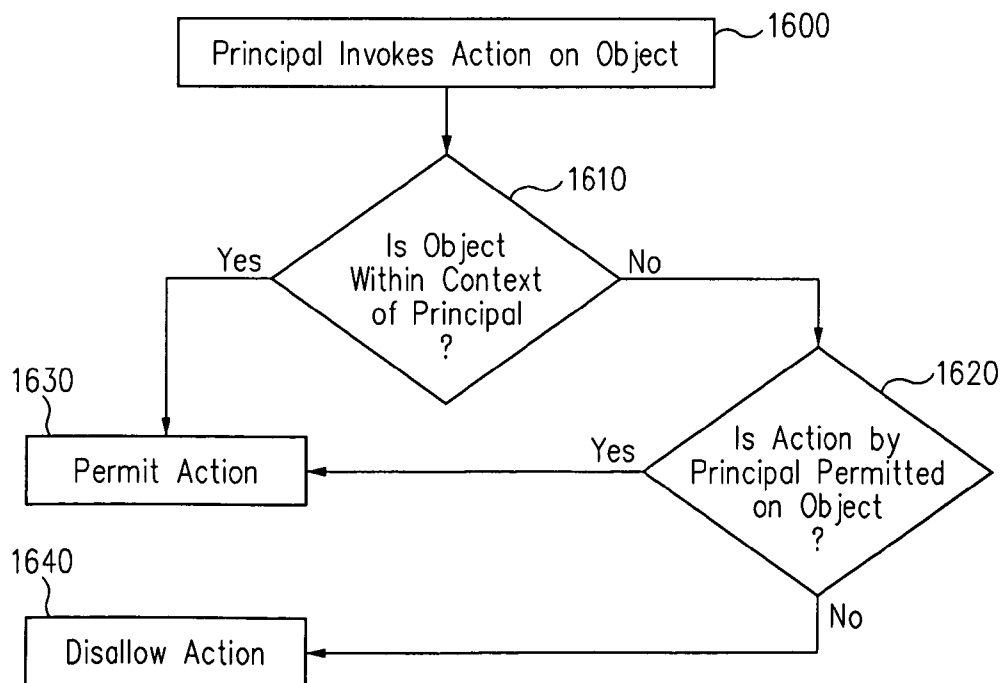 Principal Invokes Action on Object
1600
1610
Is Object
Within Context
of Principal
?
Yes
No
1620
Is Action by
Principal Permitted
on Object
?
Yes
No
1630
Permit Action
1640
Disallow Action